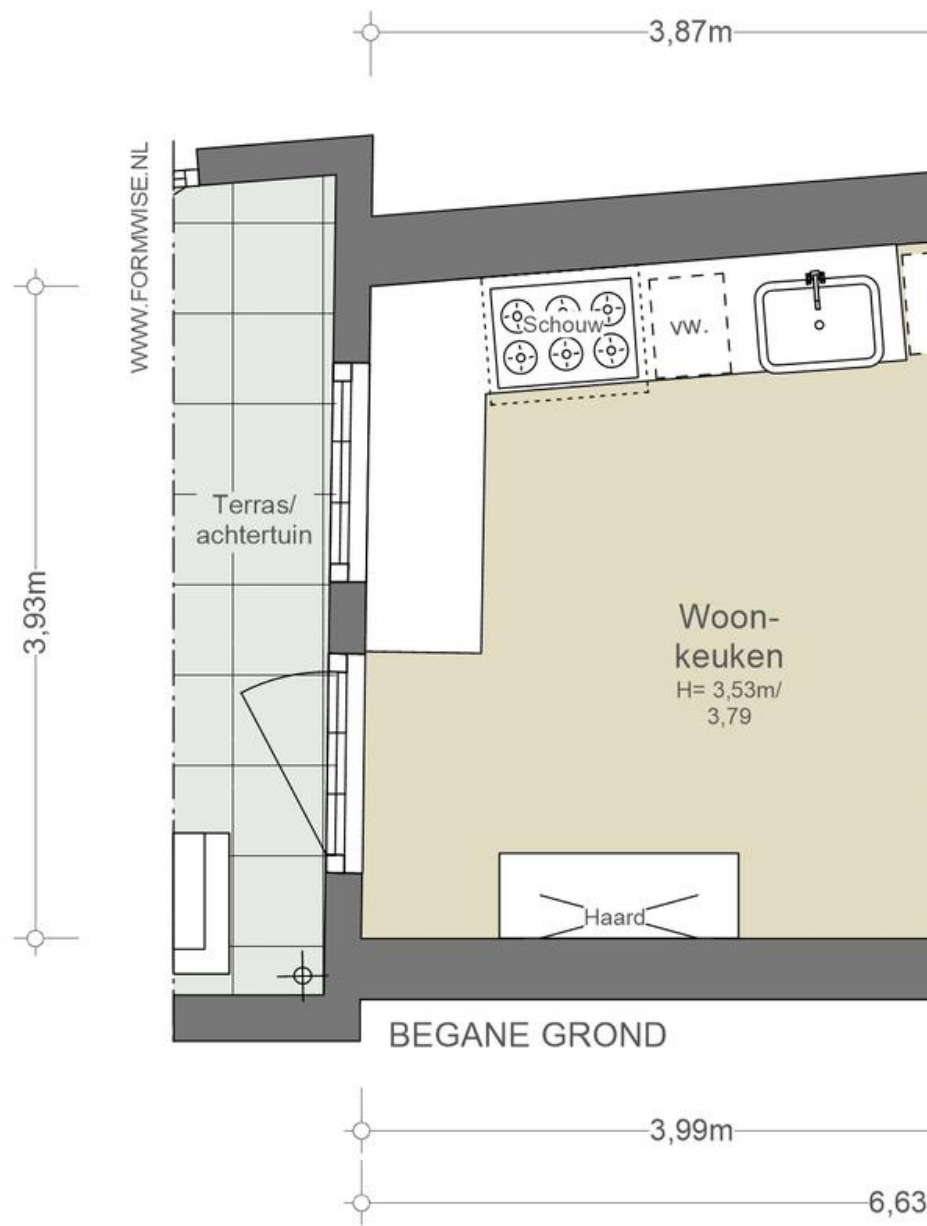 3,87m
WWW.FORMWISE.NL
Schouw
vw.
Terras/
achtertuin
3,93m
Woon-
keuken
H= 3,53m/
3,79
Haard
BEGANE GROND
3,99m
6,63